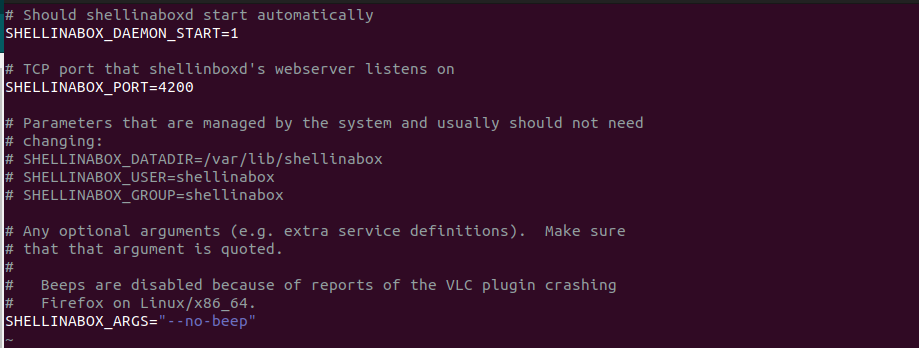 # Should shellinaboxd start automatically
SHELLINABOX_DAEMON_START=1
# TCP port that shellinboxd's webserver listens on
SHELLINABOX_PORT=4200
# Parameters that are managed by the system and usually should not need
# changing:
# SHELLINABOX_DATADIR=/var/lib/shellinabox
# SHELLINABOX_USER=shellinabox
# SHELLINABOX_GROUP=shellinabox
# Any optional arguments (e.g. extra service definitions).  Make sure
# that that argument is quoted.
#
#   Beeps are disabled because of reports of the VLC plugin crashing
#   Firefox on Linux/x86_64.
SHELLINABOX_ARGS="--no-beep"
~